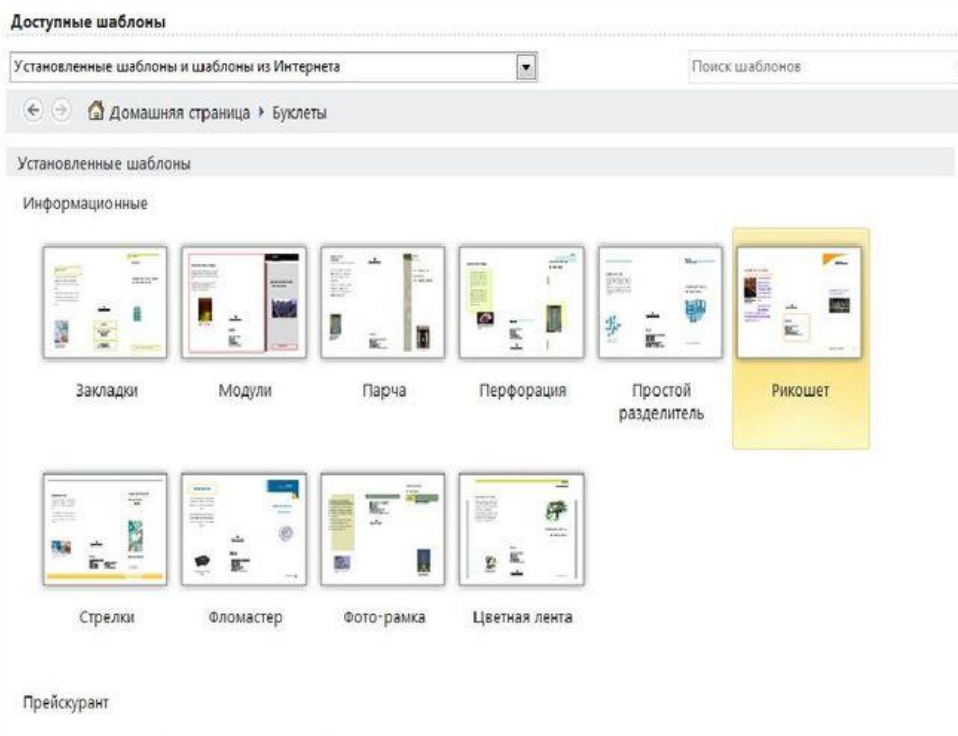 Доступные шаблоны
Установленные шаблоны и шаблоны из Интернета
Поиск шаблонов
Домашняя страница
Буклеты
Установленные шаблоны
Информационные
Закладки
Модули
Парча
Перфорация
Простой
разделитель
Рикошет
Стрелки
Фломастер
Фото-рамка
Цветная лента
Прейскурант